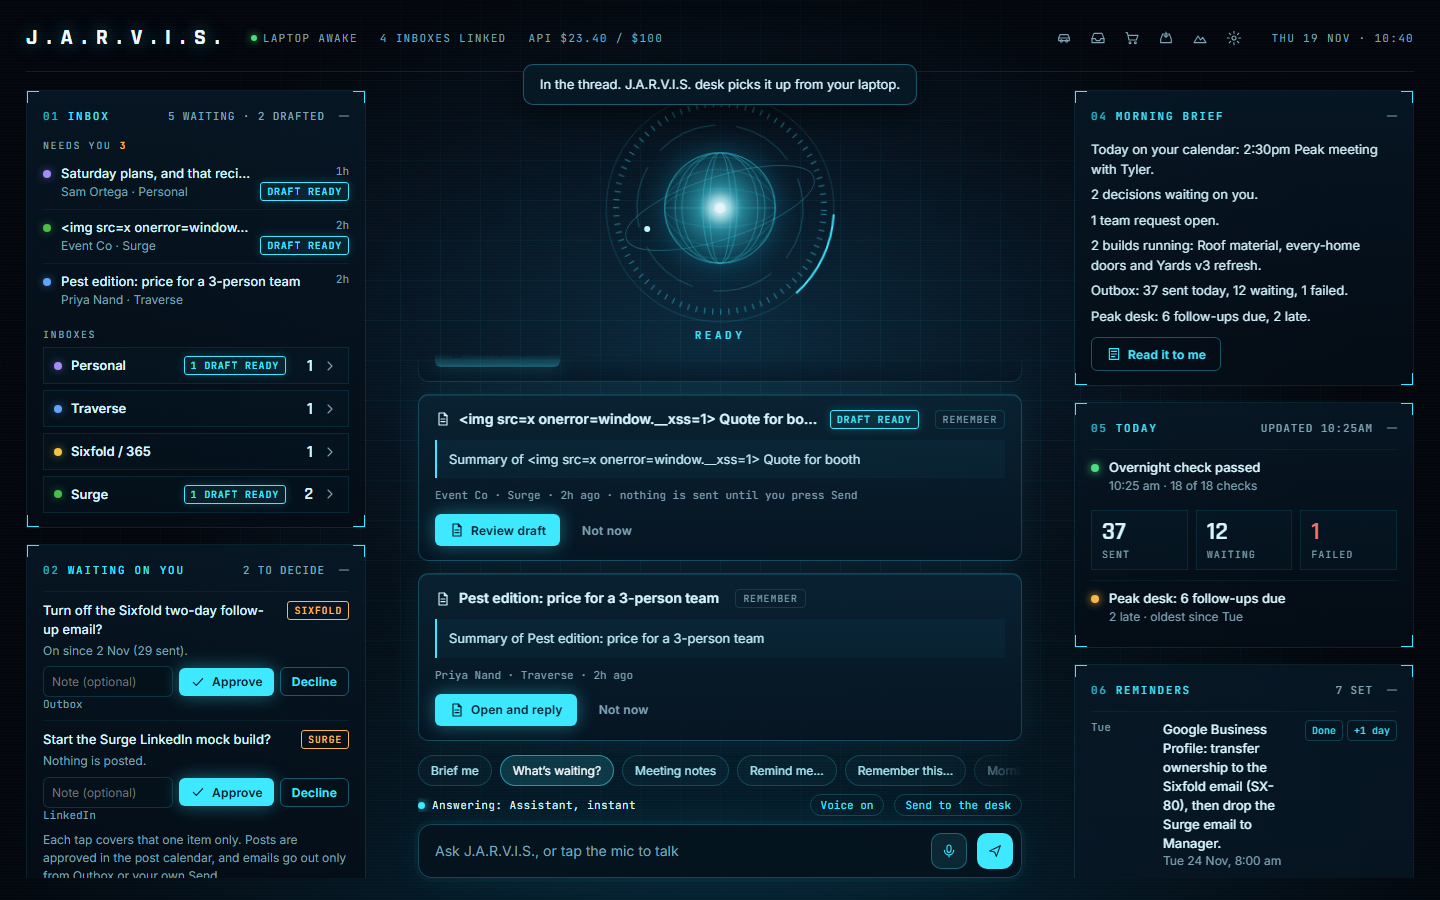 J.A.R.V.I.S.
LAPTOP AWAKE
4 INBOXES LINKED
API $23.40 / $100
THU 19 NOV · 10:40
In the thread. J.A.R.V.I.S. desk picks it up from your laptop.
01 INBOX
5 WAITING · 2 DRAFTED
NEEDS YOU 3
Saturday plans, and that reci...
1h
Sam Ortega · Personal
DRAFT READY
<img src=x onerror=window...
2h
Event Co · Surge
DRAFT READY
Pest edition: price for a 3-person team
2h
Priya Nand · Traverse
INBOXES
Personal
1 DRAFT READY
1
Traverse
1
Sixfold / 365
1
Surge
1 DRAFT READY
2
02 WAITING ON YOU
2 TO DECIDE
Turn off the Sixfold two-day follow-
up email?
SIXFOLD
On since 2 Nov (29 sent).
Note (optional)
Approve
Decline
Outbox
Start the Surge LinkedIn mock build?
SURGE
Nothing is posted.
Note (optional)
Approve
Decline
LinkedIn
Each tap covers that one item only. Posts are
approved in the post calendar, and emails go out only
from Outbox or your own Send.
READY
<img src=x onerror=window.__xss=1> Quote for bo...
DRAFT READY
REMEMBER
Summary of <img src=x onerror=window.__xss=1> Quote for booth
Event Co · Surge · 2h ago · nothing is sent until you press Send
Review draft
Not now
Pest edition: price for a 3-person team
REMEMBER
Summary of Pest edition: price for a 3-person team
Priya Nand · Traverse · 2h ago
Open and reply
Not now
Brief me
What's waiting?
Meeting notes
Remind me...
Remember this...
Morn
Answering: Assistant, instant
Voice on
Send to the desk
Ask J.A.R.V.I.S., or tap the mic to talk
04 MORNING BRIEF
Today on your calendar: 2:30pm Peak meeting
with Tyler.
2 decisions waiting on you.
1 team request open.
2 builds running: Roof material, every-home
doors and Yards v3 refresh.
Outbox: 37 sent today, 12 waiting, 1 failed.
Peak desk: 6 follow-ups due, 2 late.
Read it to me
05 TODAY
UPDATED 10:25AM
Overnight check passed
10:25 am · 18 of 18 checks
37
SENT
12
WAITING
1
FAILED
Peak desk: 6 follow-ups due
2 late · oldest since Tue
06 REMINDERS
7 SET
Tue
Google Business
Profile: transfer
ownership to the
Sixfold email (SX-
80), then drop the
Surge email to
Manager.
Done
+1 day
Tue 24 Nov, 8:00 am